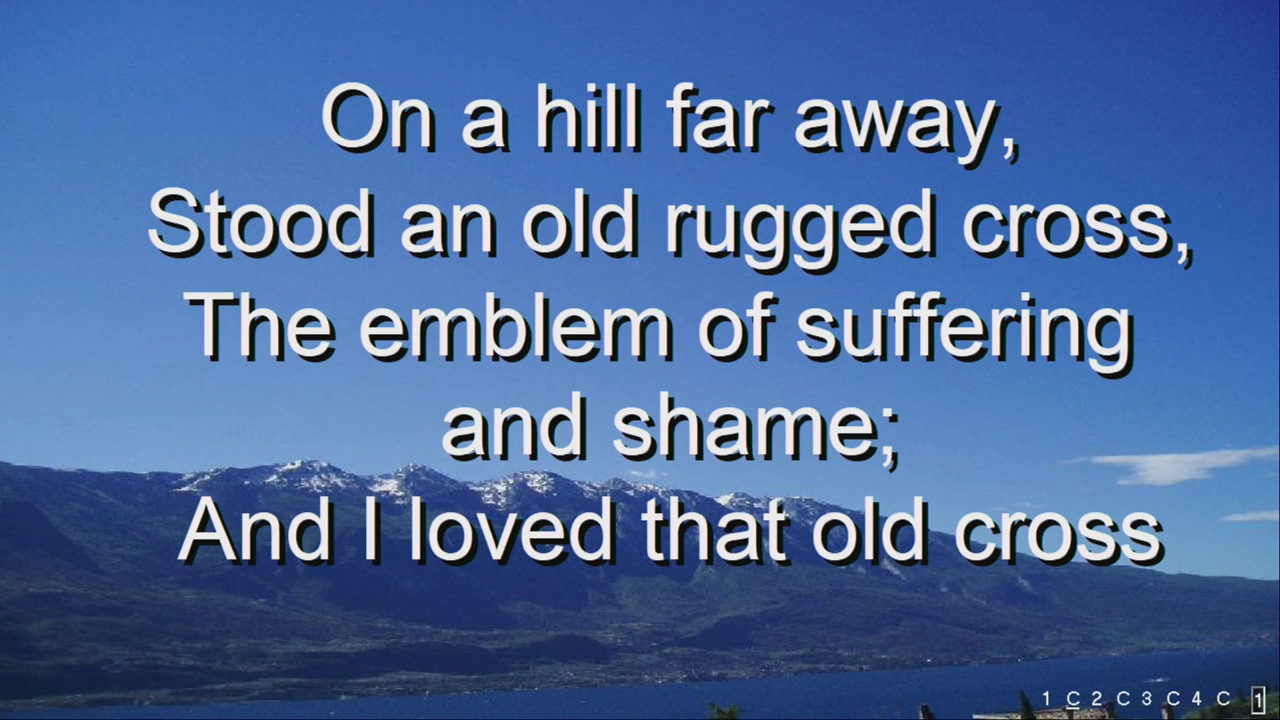 On a hill far away,
Stood an old rugged cross,
The emblem of suffering
and shame;
And I loved that old cross
1 C 2 C 3 C 4 C 1